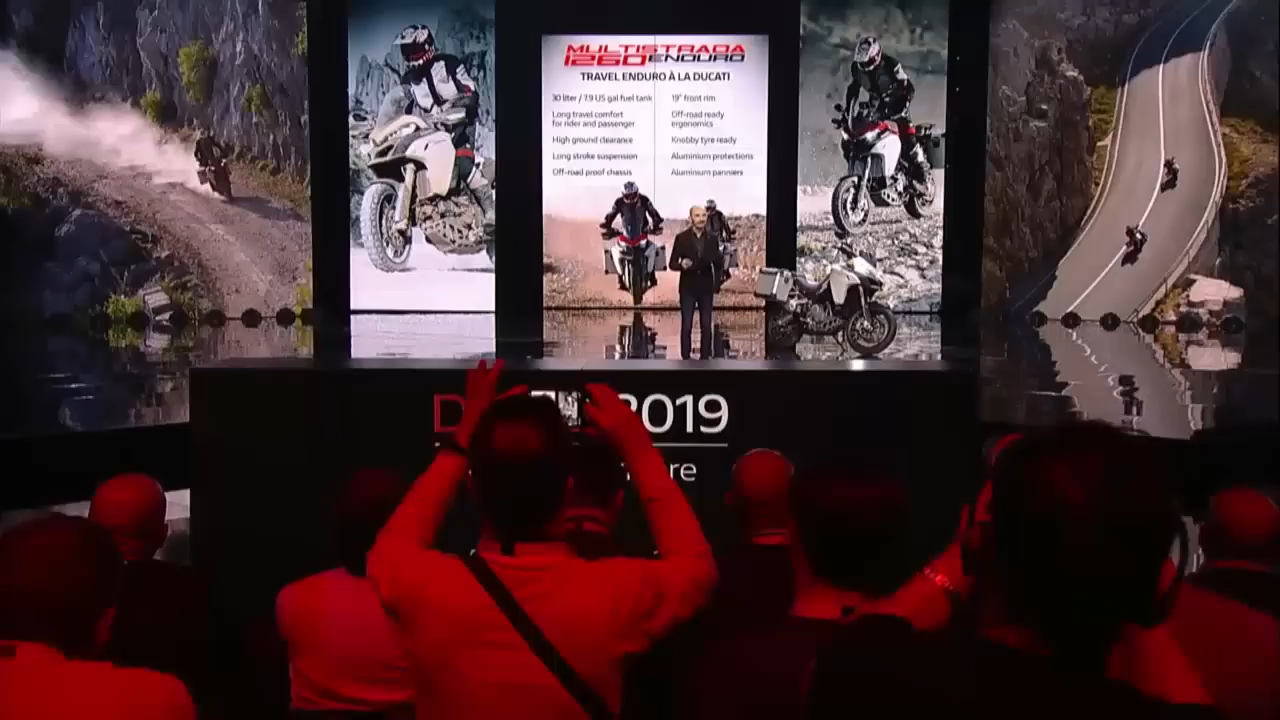 MULTISTRADA
1260 ENDURO
TRAVEL ENDURO À LA DUCATI
30 liter / 7.9 US gal fuel tank
Long travel comfort
for rider and passenger
High ground clearance
Long stroke suspension
Off-road proof chassis
19" front rim
Off-road ready
ergonomics
Knobby tyre ready
Aluminium protections
Aluminium panniers
2019